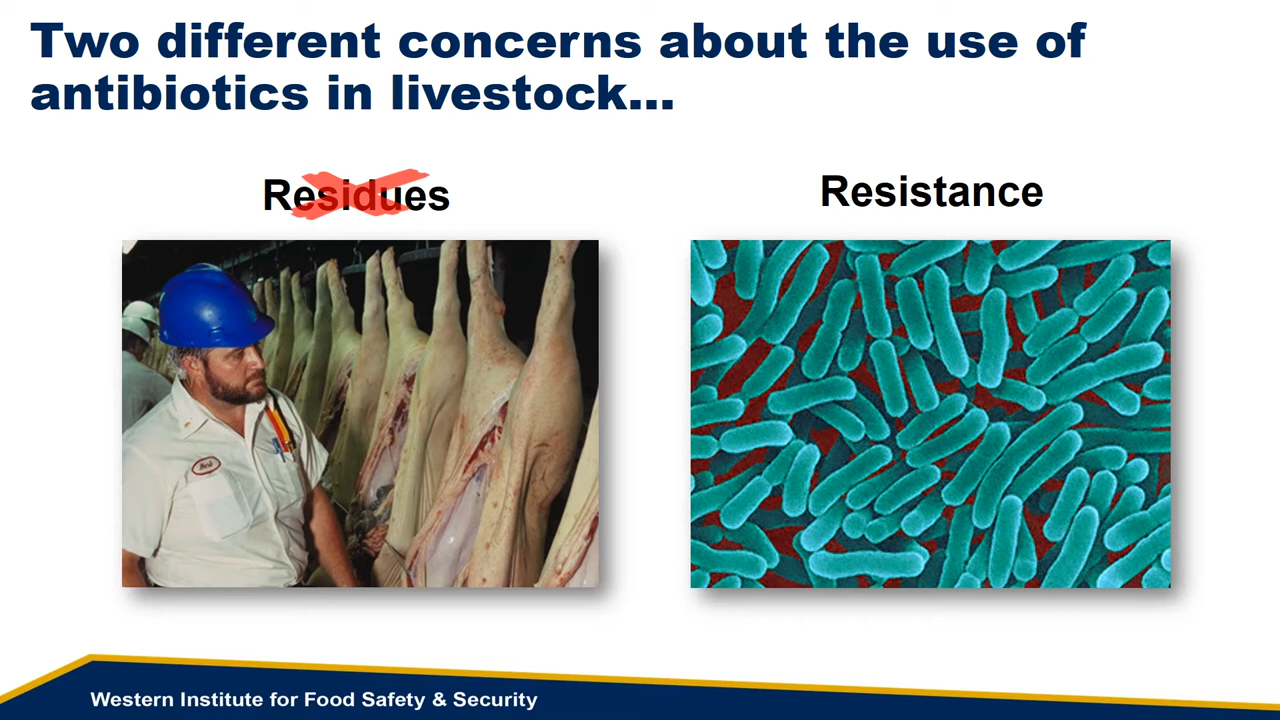 Two different concerns about the use of
antibiotics in livestock...
Residues
Resistance
Western Institute for Food Safety & Security